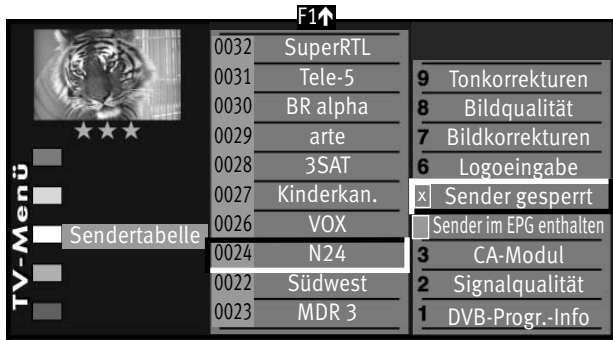 F1↑
TV-Menü
Sendertabelle
0032 SuperRTL
0031 Tele-5
0030 BR alpha
0029 arte
0028 3SAT
0027 Kinderkan.
0026 VOX
0024 N24
0022 Südwest
0023 MDR 3
9 Tonkorrekturen
8 Bildqualität
7 Bildkorrekturen
6 Logoeingabe
x Sender gesperrt
Sender im EPG enthalten
3 CA-Modul
2 Signalqualität
1 DVB-Progr.-Info